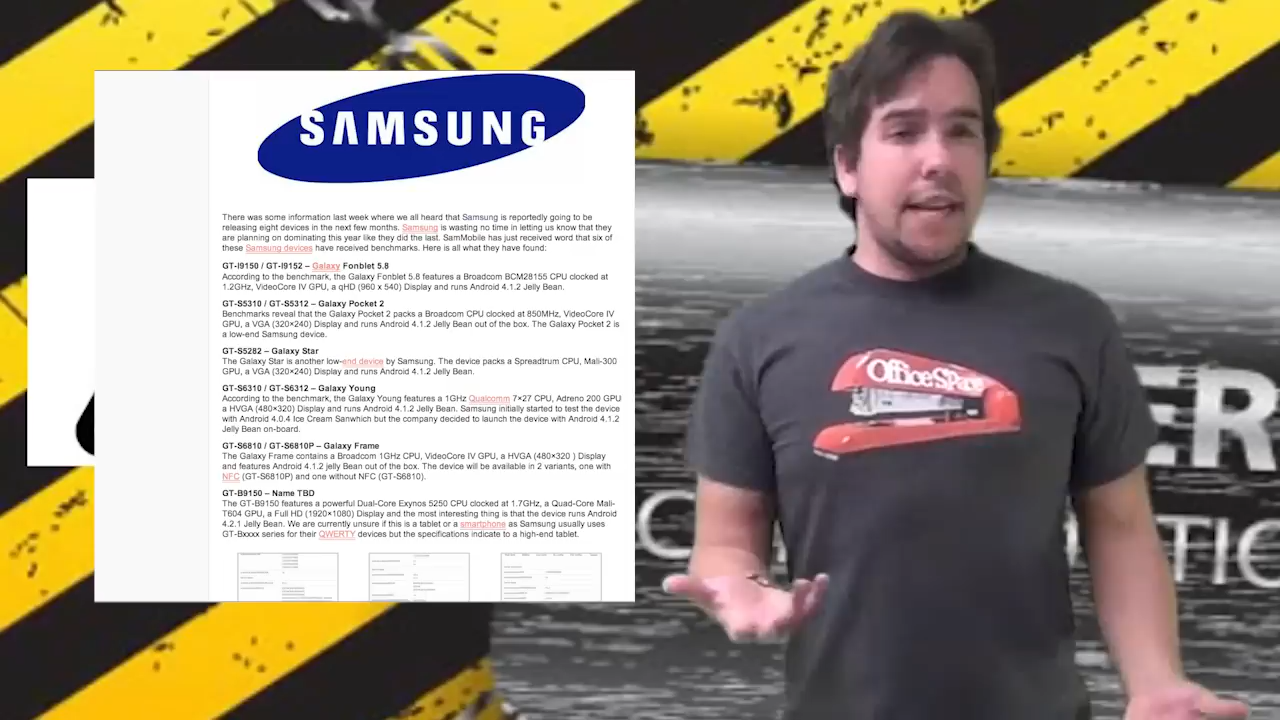 SAMSUNG
There was some information last week where we all heard that Samsung is reportedly going to be
releasing eight devices in the next few months. Samsung is wasting no time in letting us know that they
are planning on dominating this year like they did the last. SamMobile has just received word that six of
these Samsung devices have received benchmarks. Here is all what they have found:
GT-I9150 / GT-I9152 – Galaxy Fonblet 5.8
According to the benchmark, the Galaxy Fonblet 5.8 features a Broadcom BCM28155 CPU clocked at
1.2GHz, VideoCore IV GPU, a qHD (960 x 540) Display and runs Android 4.1.2 Jelly Bean.
GT-S5310 / GT-S5312 – Galaxy Pocket 2
Benchmarks reveal that the Galaxy Pocket 2 packs a Broadcom CPU clocked at 850MHz, VideoCore IV
GPU, a VGA (320×240) Display and runs Android 4.1.2 Jelly Bean out of the box. The Galaxy Pocket 2 is
a low-end Samsung device.
GT-S5282 – Galaxy Star
The Galaxy Star is another low-end device by Samsung. The device packs a Spreadtrum CPU, Mali-300
GPU, a VGA (320×240) Display and runs Android 4.1.2 Jelly Bean.
GT-S6310 / GT-S6312 – Galaxy Young
According to the benchmark, the Galaxy Young features a 1GHz Qualcomm 7×27 CPU, Adreno 200 GPU
a HVGA (480×320) Display and runs Android 4.1.2 Jelly Bean. Samsung initially started to test the device
with Android 4.0.4 Ice Cream Sanwhich but the company decided to launch the device with Android 4.1.2
Jelly Bean on-board.
GT-S6810 / GT-S6810P – Galaxy Frame
The Galaxy Frame contains a Broadcom 1GHz CPU, VideoCore IV GPU, a HVGA (480×320 ) Display
and features Android 4.1.2 jelly Bean out of the box. The device will be available in 2 variants, one with
NFC (GT-S6810P) and one without NFC (GT-S6810).
GT-B9150 – Name TBD
The GT-B9150 features a powerful Dual-Core Exynos 5250 CPU clocked at 1.7GHz, a Quad-Core Mali-
T604 GPU, a Full HD (1920×1080) Display and the most interesting thing is that the device runs Android
4.2.1 Jelly Bean. We are currently unsure if this is a tablet or a smartphone as Samsung usually uses
GT-Bxxxx series for their QWERTY devices but the specifications indicate to a high-end tablet.
Office Space
ER